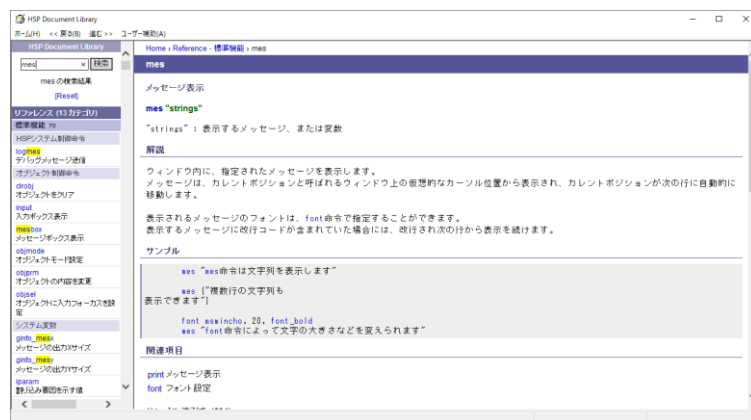 HSP Document Library
ホーム(H) << 戻る(B) 進む >> ユーザー補助(A)
HSP Document Library
mes × 検索
mes の検索結果
[Reset]
リファレンス (13カテゴリ)
標準機能 70
HSPシステム制御命令
logmes
デバッグメッセージ送信
オブジェクト制御命令
clrobj
オブジェクトをクリア
input
入力ボックス表示
mesbox
メッセージボックス表示
objmode
オブジェクトモード設定
objprm
オブジェクトの内容を変更
objsel
オブジェクトに入力フォーカスを設
定
システム変数
ginfo_mesx
メッセージの出力Xサイズ
ginfo_mesy
メッセージの出力Yサイズ
iparam
割り込み要因を示す値
Home › Reference - 標準機能 › mes
mes
メッセージ表示
mes "strings"
"strings" : 表示するメッセージ、または変数
解説
ウィンドウ内に、指定されたメッセージを表示します。
メッセージは、カレントポジションと呼ばれるウィンドウ上の仮想的なカーソル位置から表示され、カレントポジションが次の行に自動的に
移動します。
表示されるメッセージのフォントは、font命令で指定することができます。
表示するメッセージに改行コードが含まれていた場合には、改行され次の行から表示を続けます。
サンプル
mes "mes命令は文字列を表示します"
mes {"複数行の文字列も
表示できます"}
font msmincho, 20, font_bold
mes "font命令によって文字の大きさなどを変えられます"
関連項目
print メッセージ表示
font フォント設定